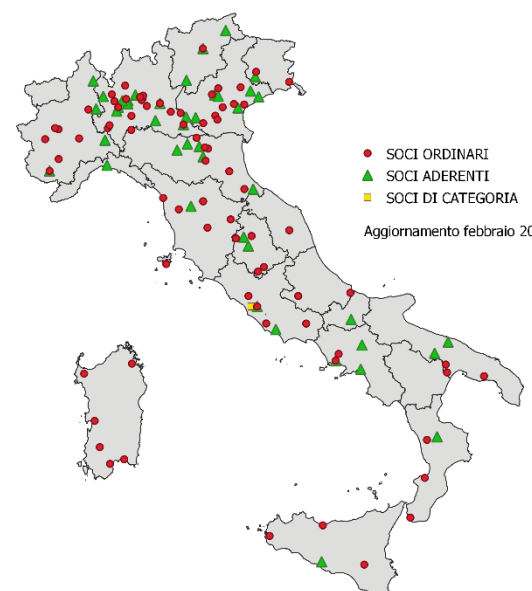 SOCI ORDINARI
SOCI ADERENTI
SOCI DI CATEGORIA
Aggiornamento febbraio 20